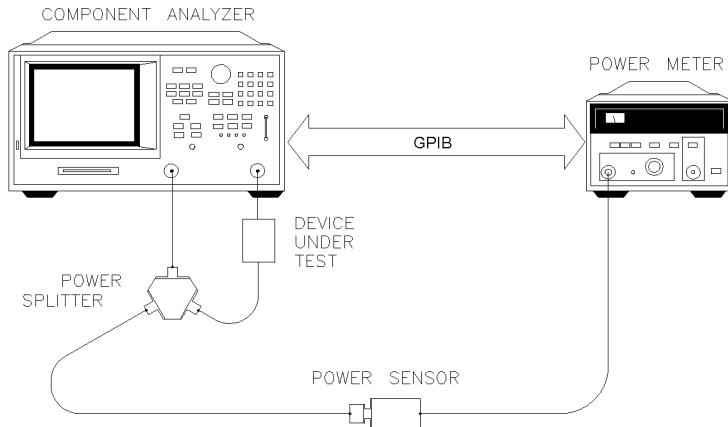 COMPONENT ANALYZER
POWER METER
GPIB
DEVICE
UNDER
TEST
POWER
SPLITTER
POWER SENSOR